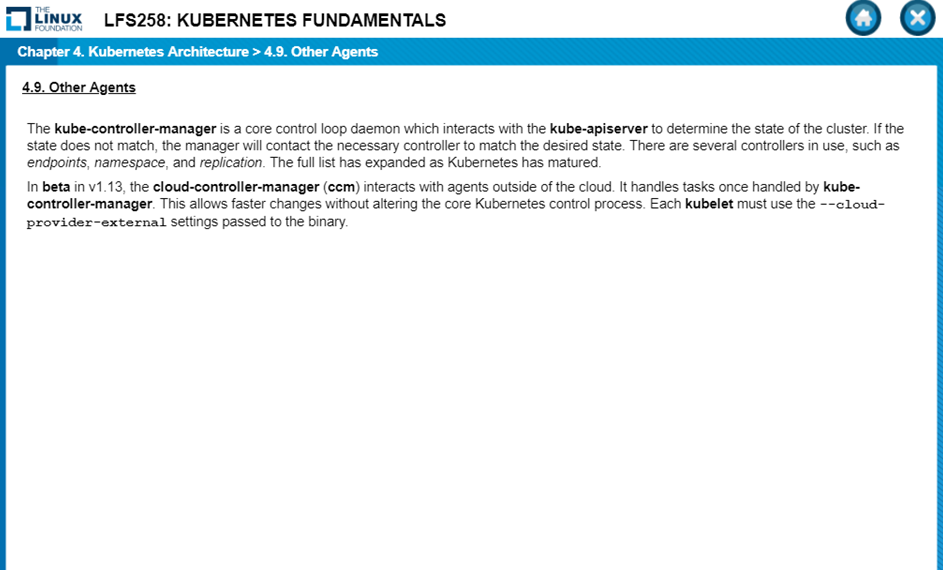 THE
LINUX
FOUNDATION
LFS258: KUBERNETES FUNDAMENTALS
Chapter 4. Kubernetes Architecture > 4.9. Other Agents
4.9. Other Agents
The kube-controller-manager is a core control loop daemon which interacts with the kube-apiserver to determine the state of the cluster. If the
state does not match, the manager will contact the necessary controller to match the desired state. There are several controllers in use, such as
endpoints, namespace, and replication. The full list has expanded as Kubernetes has matured.
In beta in v1.13, the cloud-controller-manager (ccm) interacts with agents outside of the cloud. It handles tasks once handled by kube-
controller-manager. This allows faster changes without altering the core Kubernetes control process. Each kubelet must use the --cloud-
provider-external settings passed to the binary.